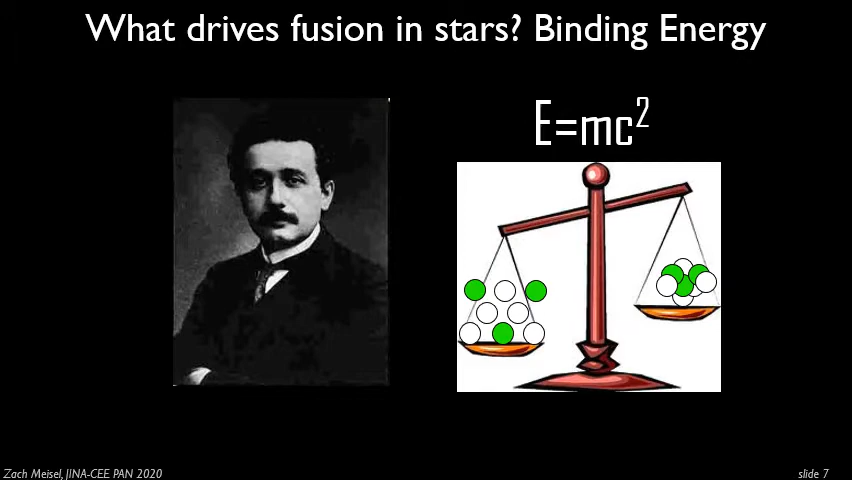 What drives fusion in stars? Binding Energy
E=mc²
Zach Meisel, JINA-CEE PAN 2020
slide 7